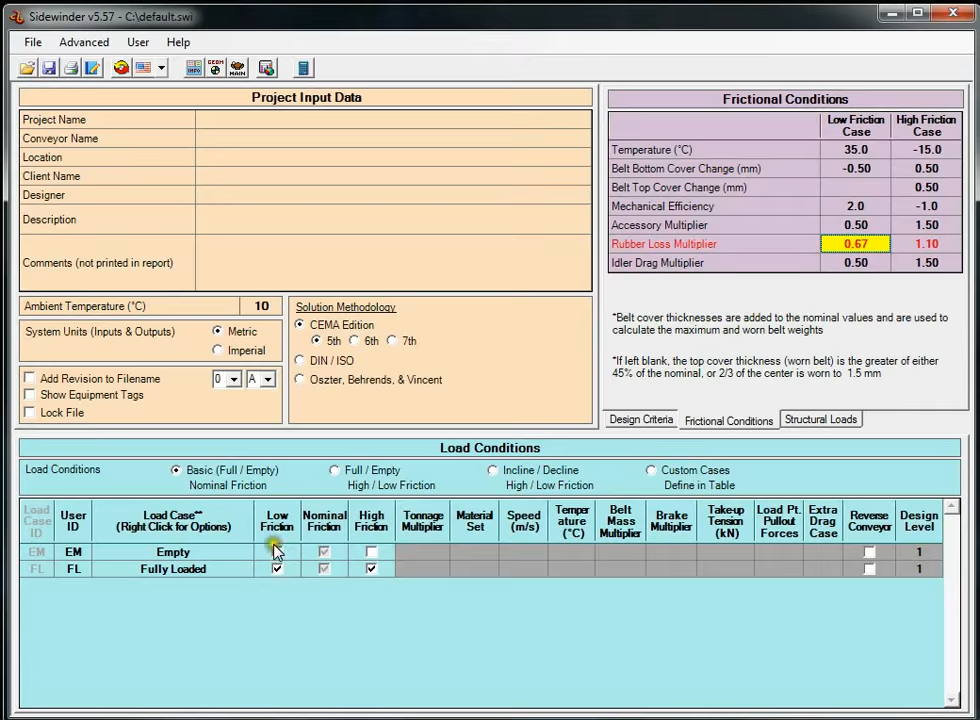 Sidewinder v5.57 - C:\default.swi
File Advanced User Help
INFO GEOM MAIN
Project Input Data
Project Name
Conveyor Name
Location
Client Name
Designer
Description
Comments (not printed in report)
Ambient Temperature (°C) 10
System Units (Inputs & Outputs) Metric
Imperial
Add Revision to Filename 0 A
Show Equipment Tags
Lock File
Solution Methodology
CEMA Edition
5th 6th 7th
DIN / ISO
Oszter, Behrends, & Vincent
Frictional Conditions
Low Friction Case High Friction Case
Temperature (°C) 35.0 -15.0
Belt Bottom Cover Change (mm) -0.50 0.50
Belt Top Cover Change (mm) 0.50
Mechanical Efficiency 2.0 -1.0
Accessory Multiplier 0.50 1.50
Rubber Loss Multiplier 0.67 1.10
Idler Drag Multiplier 0.50 1.50
*Belt cover thicknesses are added to the nominal values and are used to
calculate the maximum and worn belt weights
*If left blank, the top cover thickness (worn belt) is the greater of either
45% of the nominal, or 2/3 of the center is worn to 1.5 mm
Design Criteria Frictional Conditions Structural Loads
Load Conditions
Load Conditions Basic (Full / Empty) Full / Empty Incline / Decline Custom Cases
Nominal Friction High / Low Friction High / Low Friction Define in Table
Load Case ID User ID Load Case** (Right Click for Options) Low Friction Nominal Friction High Friction Tonnage Multiplier Material Set Speed (m/s) Temper ature (°C) Belt Mass Multiplier Brake Multiplier Takeup Tension (kN) Load Pt. Pullout Forces Extra Drag Case Reverse Conveyor Design Level
EM EM Empty 1
FL FL Fully Loaded 1